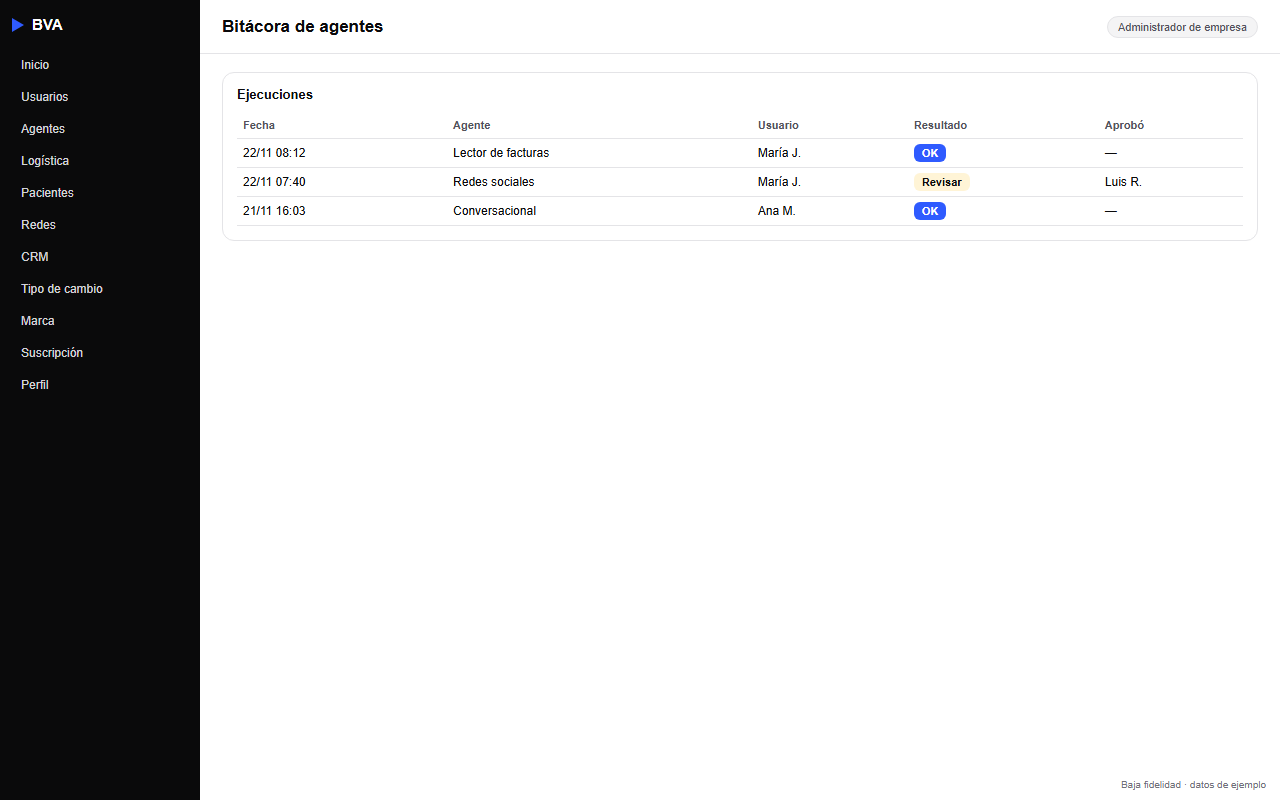 BVA
Inicio
Usuarios
Agentes
Logística
Pacientes
Redes
CRM
Tipo de cambio
Marca
Suscripción
Perfil
Bitácora de agentes
Administrador de empresa
Ejecuciones
Fecha Agente Usuario Resultado Aprobó
22/11 08:12 Lector de facturas María J. OK —
22/11 07:40 Redes sociales María J. Revisar Luis R.
21/11 16:03 Conversacional Ana M. OK —
Baja fidelidad · datos de ejemplo